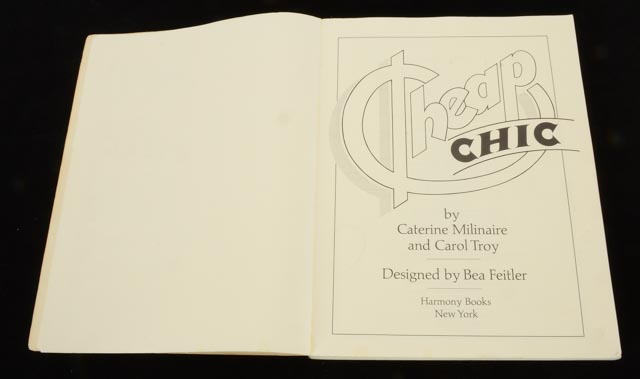 Cheap
CHIC
by
Caterine Milinaire
and Carol Troy
Designed by Bea Feitler
Harmony Books
New York